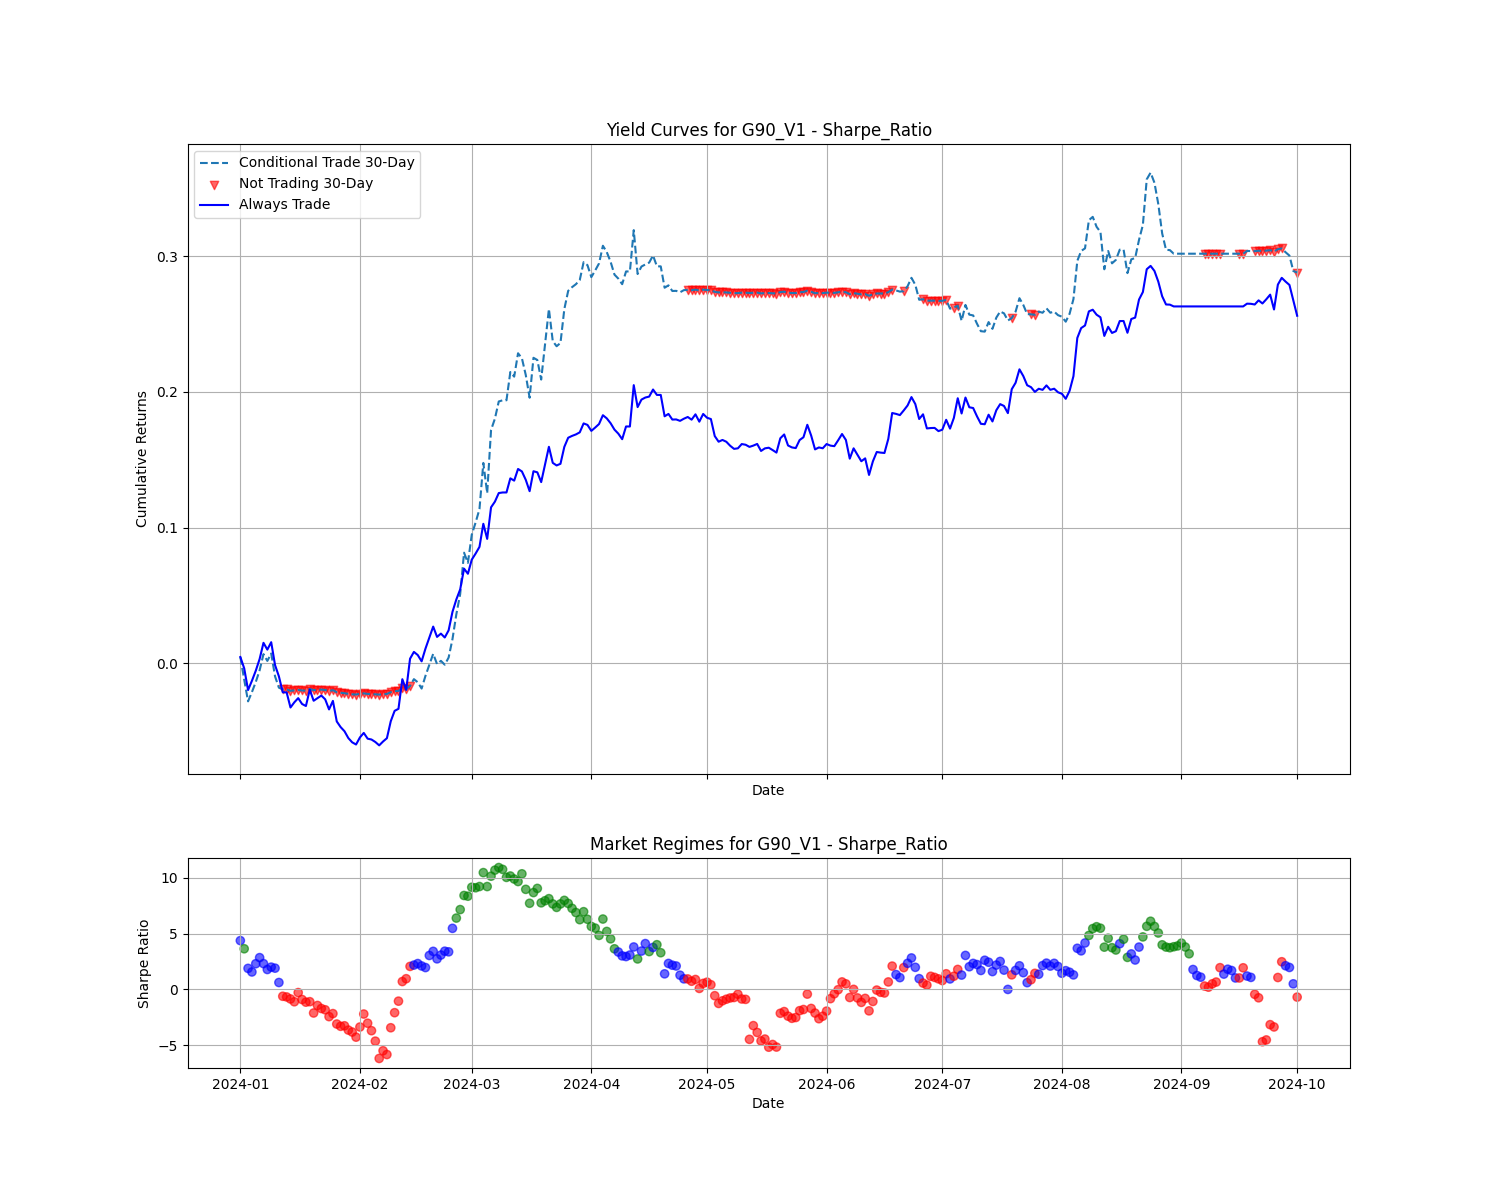 Yield Curves for G90_V1 - Sharpe_Ratio
Conditional Trade 30-Day
Not Trading 30-Day
Always Trade
0.3
0.2
0.1
0.0
Cumulative Returns
Date
Market Regimes for G90_V1 - Sharpe_Ratio
10
5
0
−5
Sharpe Ratio
2024-01 2024-02 2024-03 2024-04 2024-05 2024-06 2024-07 2024-08 2024-09 2024-10
Date